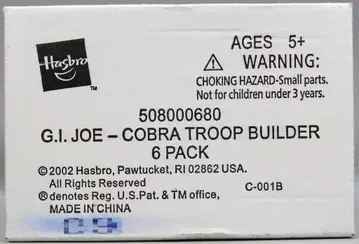 Hasbro
TM
AGES 5+
WARNING:
CHOKING HAZARD-Small parts.
Not for children under 3 years.
508000680
G.I. JOE – COBRA TROOP BUILDER
6 PACK
© 2002 Hasbro, Pawtucket, RI 02862 USA.
All Rights Reserved C-001B
® denotes Reg. U.S.Pat. & TM office,
MADE IN CHINA